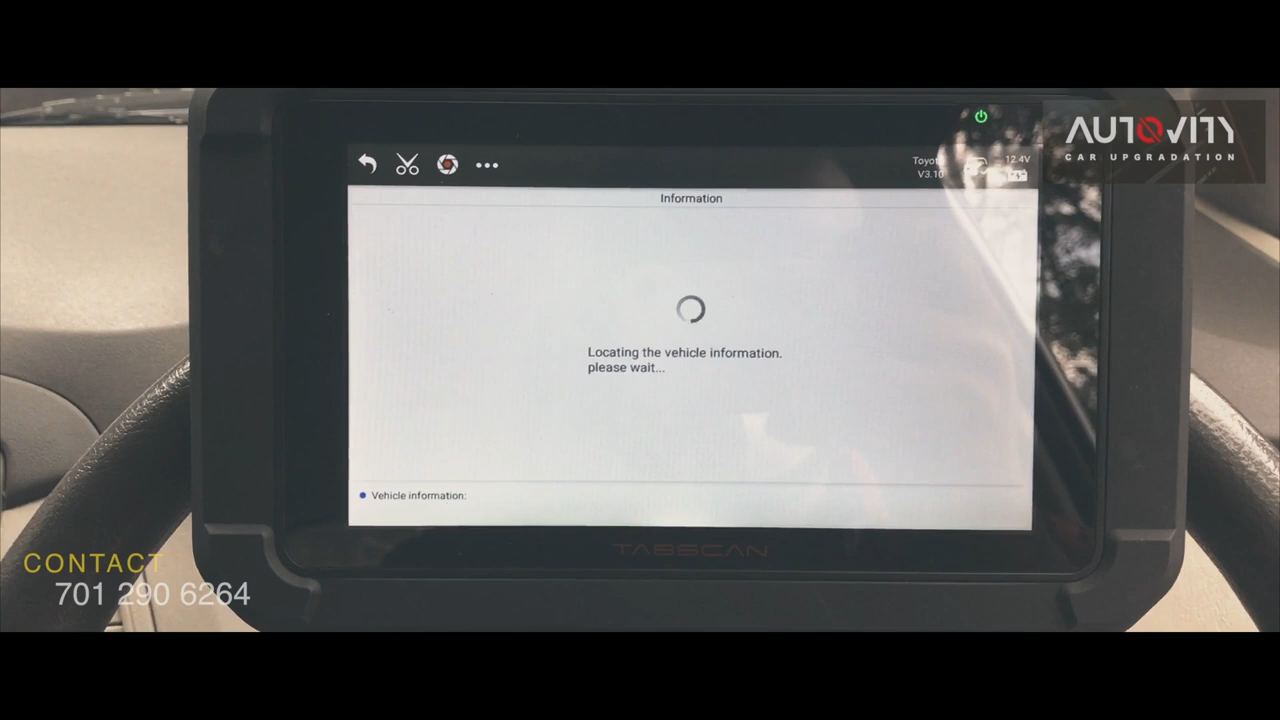 AUTOVITY
CAR UPGRADATION
Toyota
V3.10
12.4V
Information
Locating the vehicle information.
please wait...
Vehicle information:
TABSCAN
CONTACT
701 290 6264